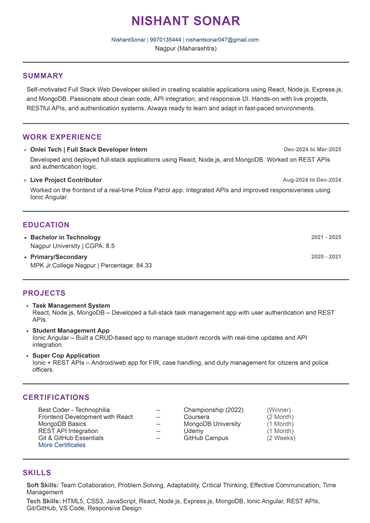 NISHANT SONAR
NishantSonar | 9970135444 | nishantsonar047@gmail.com
Nagpur (Maharashtra)
SUMMARY
Self-motivated Full Stack Web Developer skilled in creating scalable applications using React, Node.js, Express.js,
and MongoDB. Passionate about clean code, API integration, and responsive UI. Hands-on with live projects,
RESTful APIs, and authentication systems. Always ready to learn and adapt in fast-paced environments.
WORK EXPERIENCE
Onlei Tech | Full Stack Developer Intern Dec-2024 to Mar-2025
Developed and deployed full-stack applications using React, Node.js, and MongoDB. Worked on REST APIs
and authentication logic.
Live Project Contributor Aug-2024 to Dec-2024
Worked on the frontend of a real-time Police Patrol app. Integrated APIs and improved responsiveness using
Ionic Angular.
EDUCATION
Bachelor in Technology 2021 - 2025
Nagpur University | CGPA: 8.5
Primary/Secondary 2020 - 2021
MPK Jr.College Nagpur | Percentage: 84.33
PROJECTS
Task Management System
React, Node.js, MongoDB – Developed a full-stack task management app with user authentication and REST
APIs.
Student Management App
Ionic Angular – Built a CRUD-based app to manage student records with real-time updates and API
integration.
Super Cop Application
Ionic + REST APIs – Android/web app for FIR, case handling, and duty management for citizens and police
officers.
CERTIFICATIONS
Best Coder - Technophilia -- Championship (2022) (Winner)
Frontend Development with React -- Coursera (2 Month)
MongoDB Basics -- MongoDB University (1 Month)
REST API Integration -- Udemy (1 Month)
Git & GitHub Essentials -- GitHub Campus (2 Weeks)
More Certificates
SKILLS
Soft Skills: Team Collaboration, Problem Solving, Adaptability, Critical Thinking, Effective Communication, Time
Management
Tech Skills: HTML5, CSS3, JavaScript, React, Node.js, Express.js, MongoDB, Ionic Angular, REST APIs,
Git/GitHub, VS Code, Responsive Design